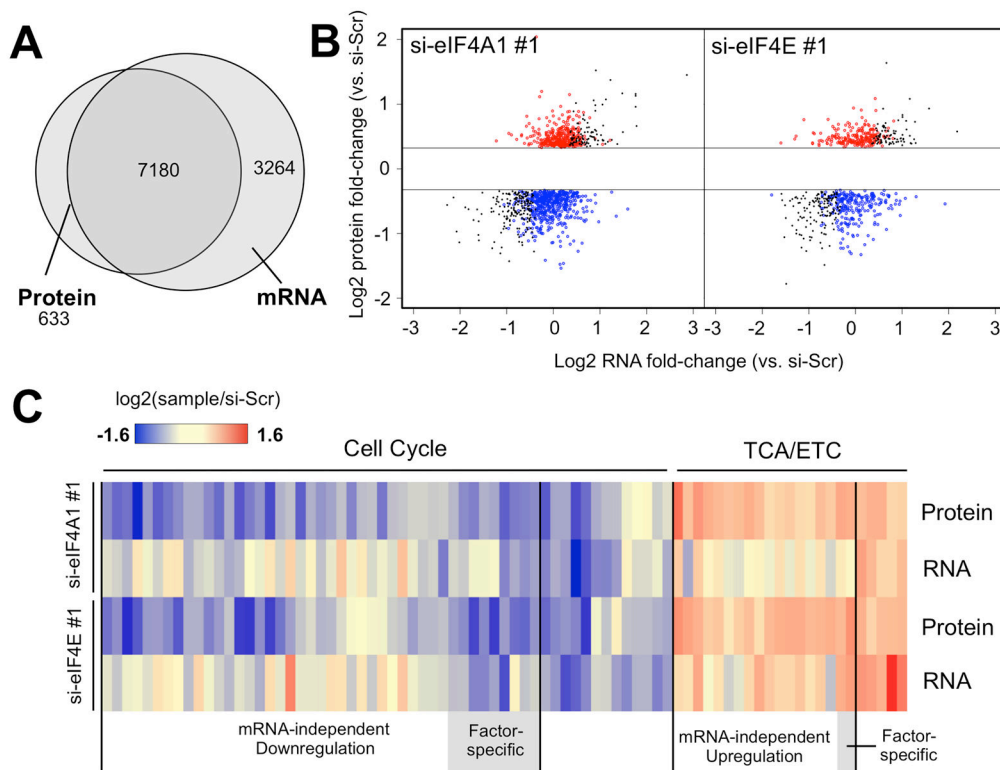 A
7180
3264
Protein
633
mRNA
B
si-eIF4A1 #1
si-eIF4E #1
Log2 protein fold-change (vs. si-Scr)
2
1
0
-1
-2
-3 -2 -1 0 1 2 3
-3 -2 -1 0 1 2 3
Log2 RNA fold-change (vs. si-Scr)
C
log2(sample/si-Scr)
-1.6 1.6
Cell Cycle
TCA/ETC
si-eIF4A1 #1
Protein
RNA
si-eIF4E #1
Protein
RNA
mRNA-independent
Downregulation
Factor-
specific
mRNA-independent
Upregulation
Factor-
specific